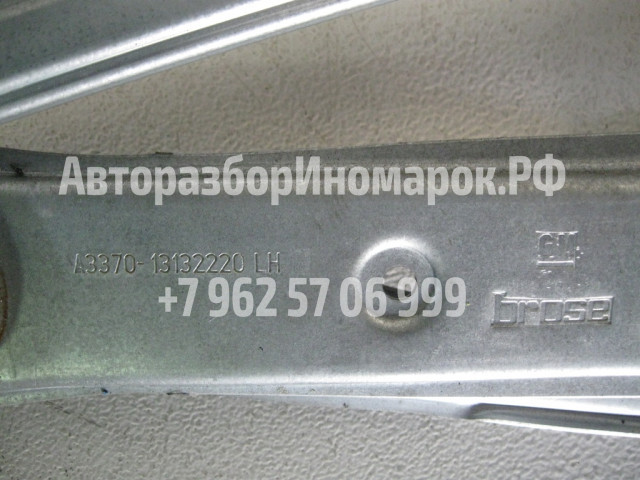 АвторазборИномарок.РФ
GM
A3370-13132220 LH
+7 962 57 06 999
brose